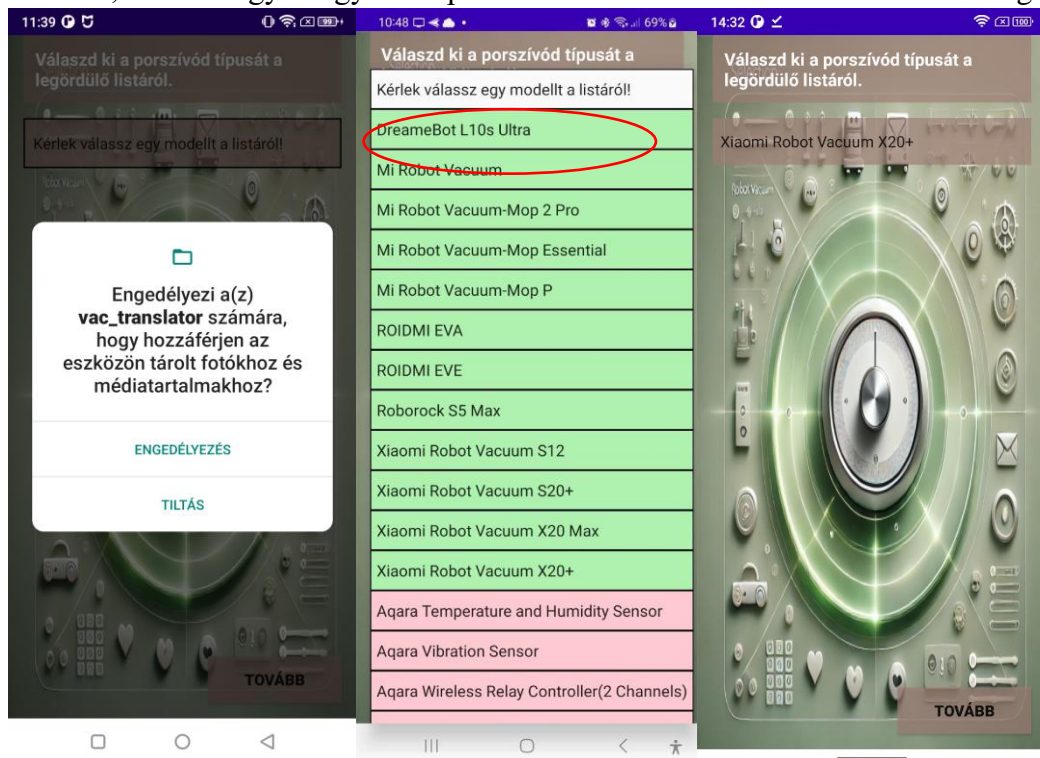 11:39
99+
Válaszd ki a porszívód típusát a
legördülő listáról.
Kérlek válassz egy modellt a listáról!
Engedélyezi a(z)
vac_translator számára,
hogy hozzáférjen az
eszközön tárolt fotókhoz és
médiatartalmakhoz?
ENGEDÉLYEZÉS
TILTÁS
TOVÁBB
10:48
69%
Válaszd ki a porszívód típusát a
Kérlek válassz egy modellt a listáról!
DreameBot L10s Ultra
Mi Robot Vacuum
Mi Robot Vacuum-Mop 2 Pro
Mi Robot Vacuum-Mop Essential
Mi Robot Vacuum-Mop P
ROIDMI EVA
ROIDMI EVE
Roborock S5 Max
Xiaomi Robot Vacuum S12
Xiaomi Robot Vacuum S20+
Xiaomi Robot Vacuum X20 Max
Xiaomi Robot Vacuum X20+
Aqara Temperature and Humidity Sensor
Aqara Vibration Sensor
Aqara Wireless Relay Controller(2 Channels)
14:32
100
Válaszd ki a porszívód típusát a
legördülő listáról.
Xiaomi Robot Vacuum X20+
TOVÁBB